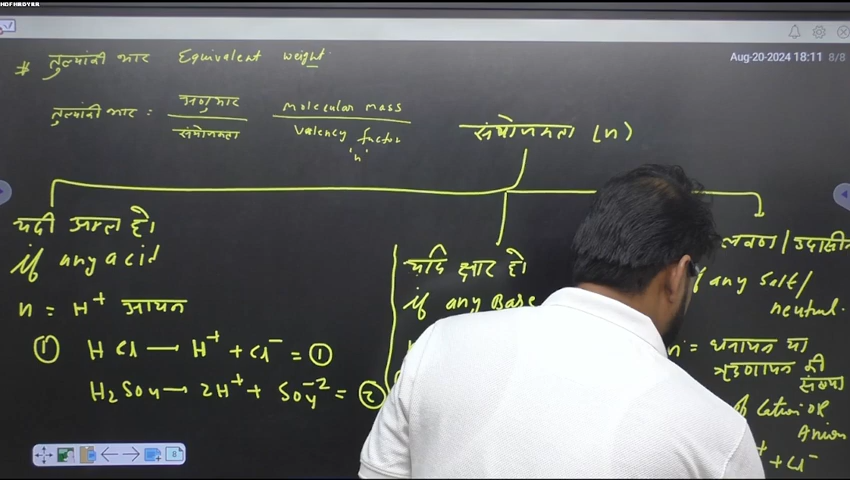 HDFHMDYRR
Aug-20-2024 18:11 8/8
# तुल्यांकी भार Equivalent weight
तुल्यांकी भार : अणुभार / संयोजकता molecular mass / valency factor 'n'
संयोजकता (n)
यदी अम्ल हो।
if any acid
n = H+ आयन
① HCl → H+ + Cl- = ①
H2SO4 → 2H+ + SO4-2 = ②
यदि क्षार हो।
if any Base
लवण / उदासीन
if any Salt/
neutral.
n = धनायन या
ऋणायन की
संख्या
of Cation OR
Anion
+ + Cl-
8